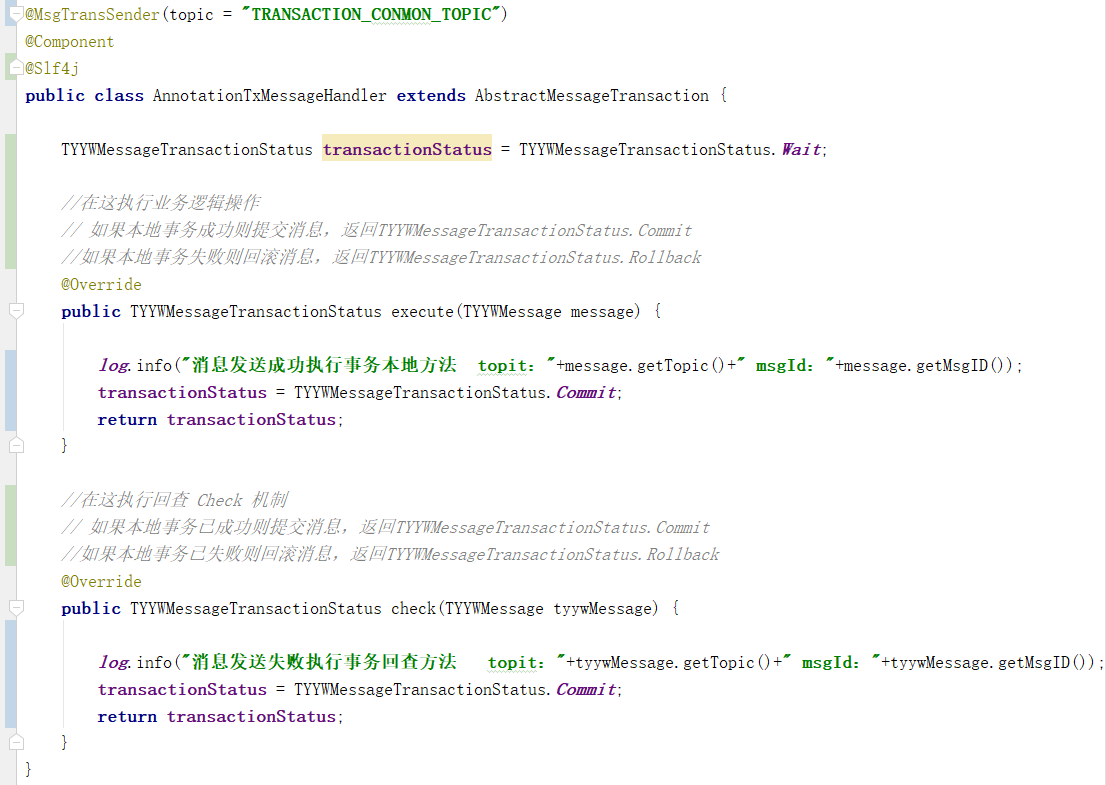 @MsgTransSender(topic = "TRANSACTION_CONMON_TOPIC")
@Component
@Slf4j
public class AnnotationTxMessageHandler extends AbstractMessageTransaction {
TYYWMessageTransactionStatus transactionStatus = TYYWMessageTransactionStatus.Wait;
//在这执行业务逻辑操作
// 如果本地事务成功则提交消息，返回TYYWMessageTransactionStatus.Commit
//如果本地事务失败则回滚消息，返回TYYWMessageTransactionStatus.Rollback
@Override
public TYYWMessageTransactionStatus execute(TYYWMessage message) {
log.info("消息发送成功执行事务本地方法  topit："+message.getTopic()+" msgId："+message.getMsgID());
transactionStatus = TYYWMessageTransactionStatus.Commit;
return transactionStatus;
}
//在这执行回查 Check 机制
// 如果本地事务已成功则提交消息，返回TYYWMessageTransactionStatus.Commit
//如果本地事务已失败则回滚消息，返回TYYWMessageTransactionStatus.Rollback
@Override
public TYYWMessageTransactionStatus check(TYYWMessage tyywMessage) {
log.info("消息发送失败执行事务回查方法   topit："+tyywMessage.getTopic()+" msgId："+tyywMessage.getMsgID());
transactionStatus = TYYWMessageTransactionStatus.Commit;
return transactionStatus;
}
}